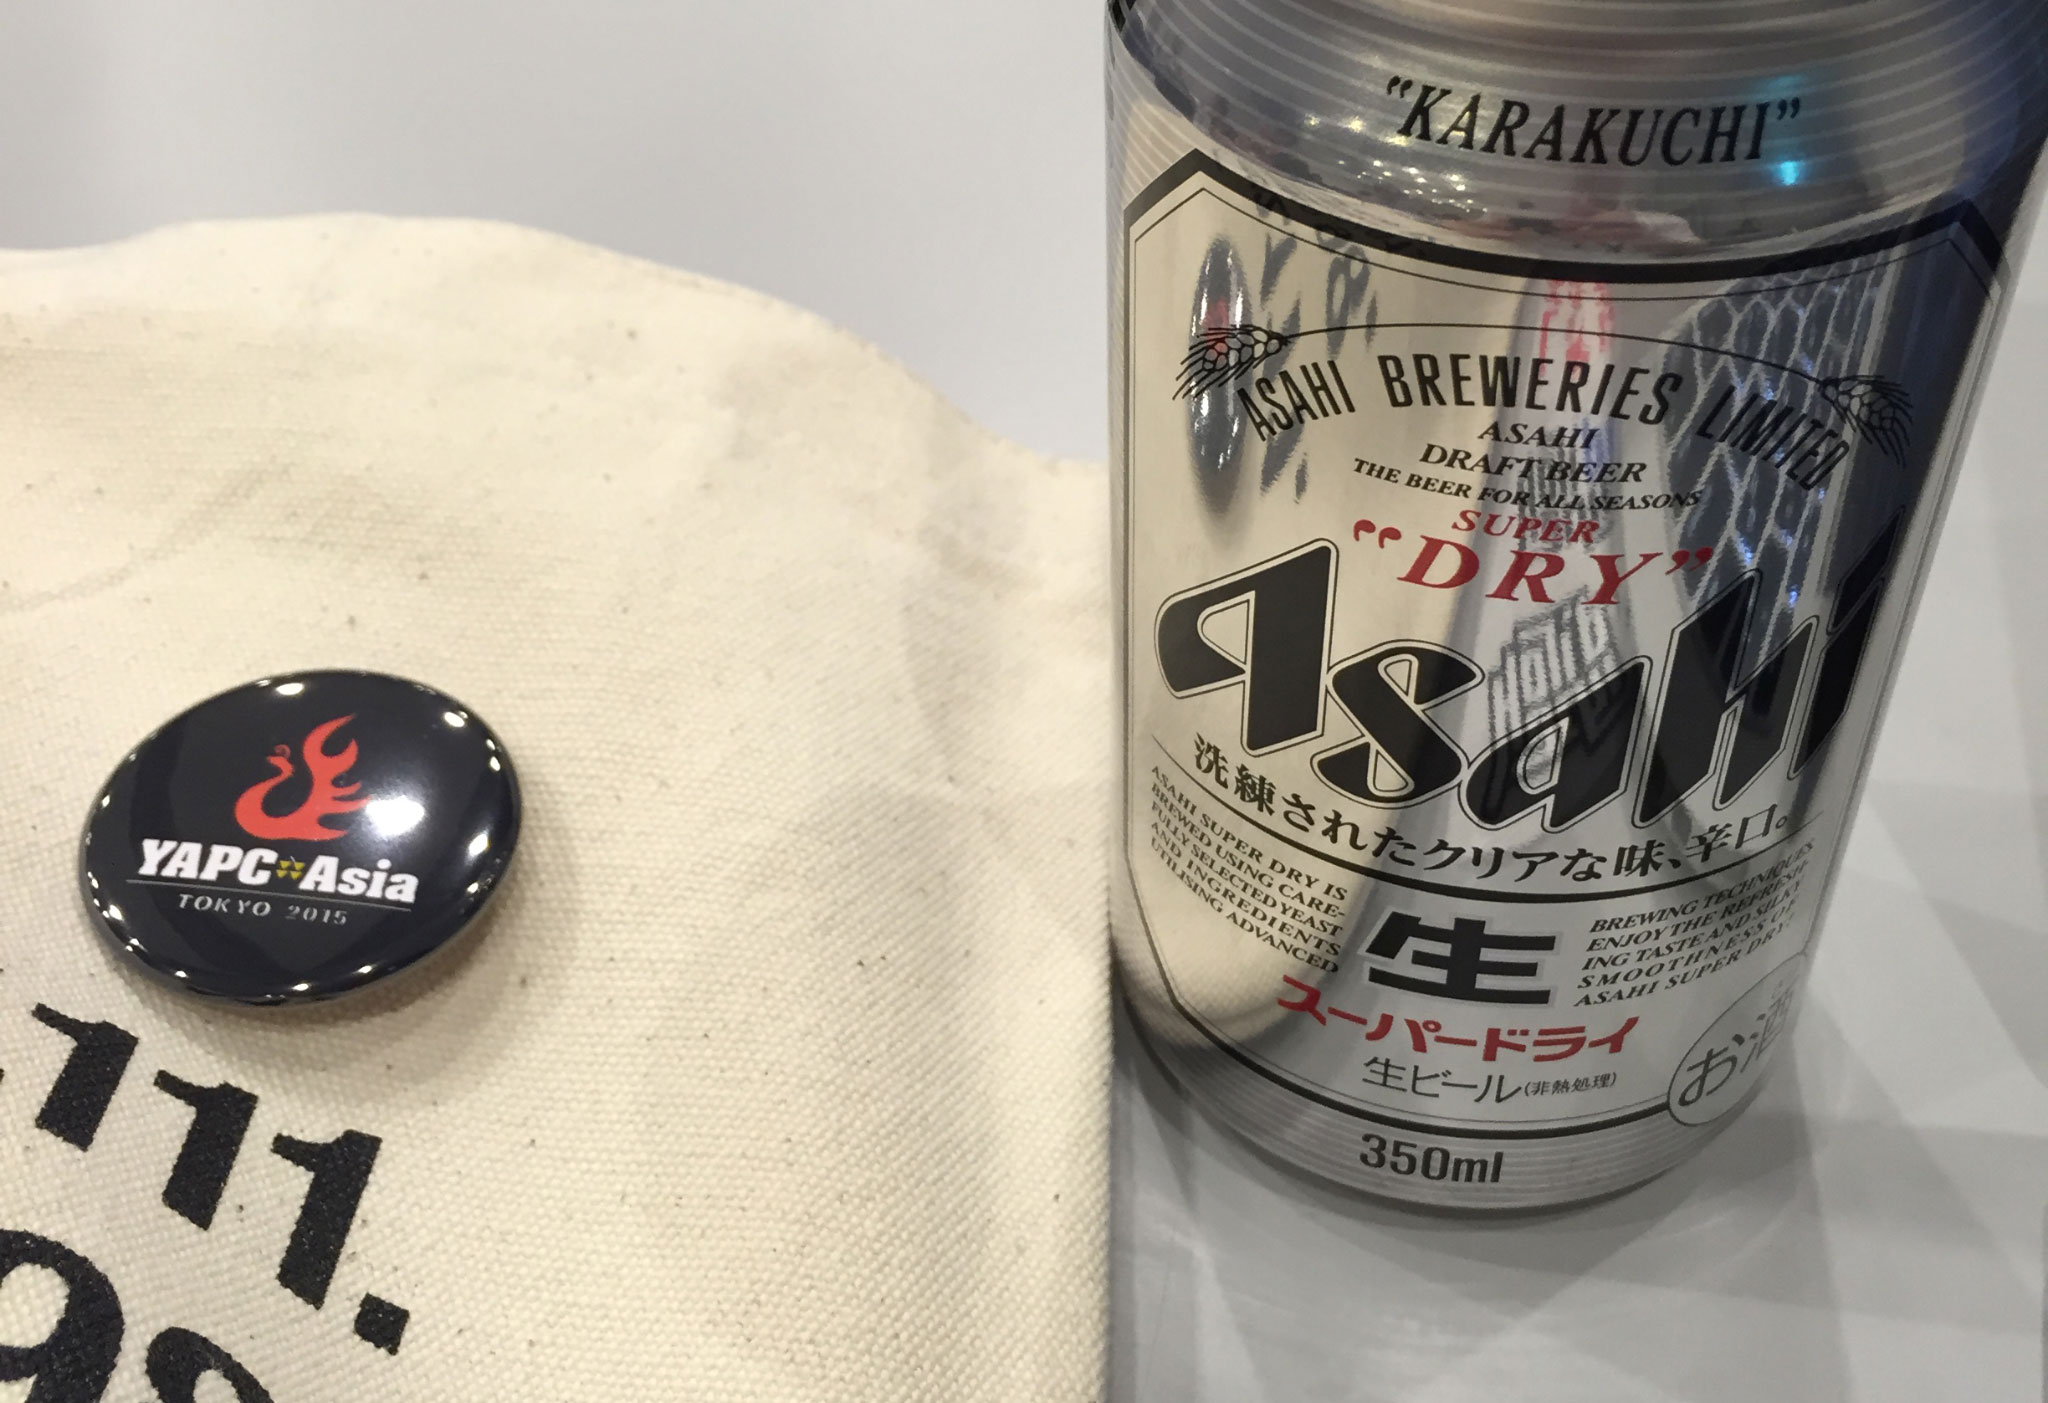 YAPC Asia
TOKYO 2015
111.
"KARAKUCHI"
ASAHI BREWERIES LIMITED
ASAHI
DRAFT BEER
THE BEER FOR ALL SEASONS
SUPER
"DRY"
Asahi
洗練されたクリアな味、辛口。
ASAHI SUPER DRY IS
BREWED USING CARE-
FULLY SELECTED YEAST
AND INGREDIENTS
UTILISING ADVANCED
BREWING TECHNIQUES.
ENJOY THE REFRESH-
ING TASTE AND SILKY
SMOOTHNESS OF
ASAHI SUPER DRY!
生
スーパードライ
生ビール(非熱処理)
お酒
350ml